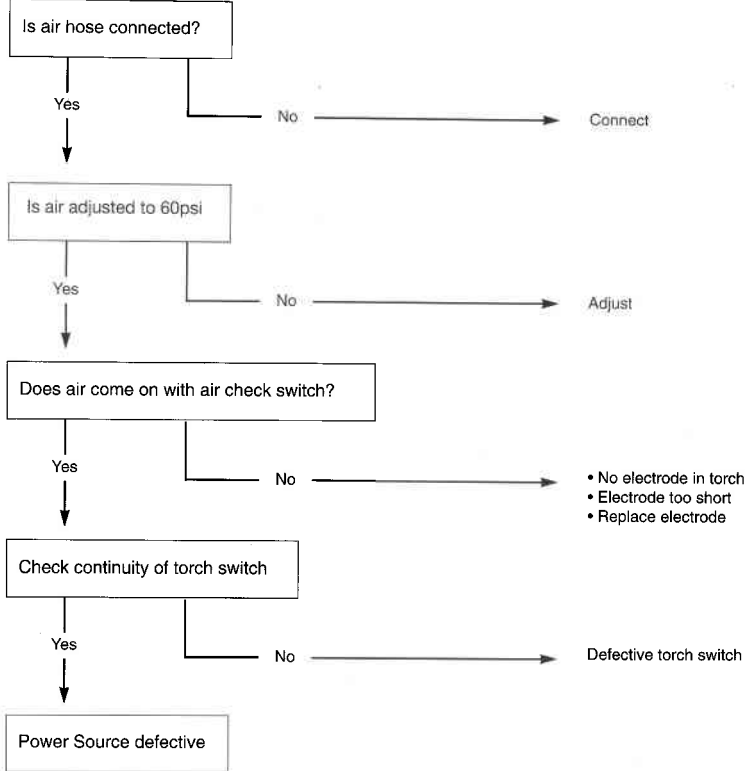 Is air hose connected?
Yes
No
Connect
Is air adjusted to 60psi
Yes
No
Adjust
Does air come on with air check switch?
Yes
No
• No electrode in torch
• Electrode too short
• Replace electrode
Check continuity of torch switch
Yes
No
Defective torch switch
Power Source defective